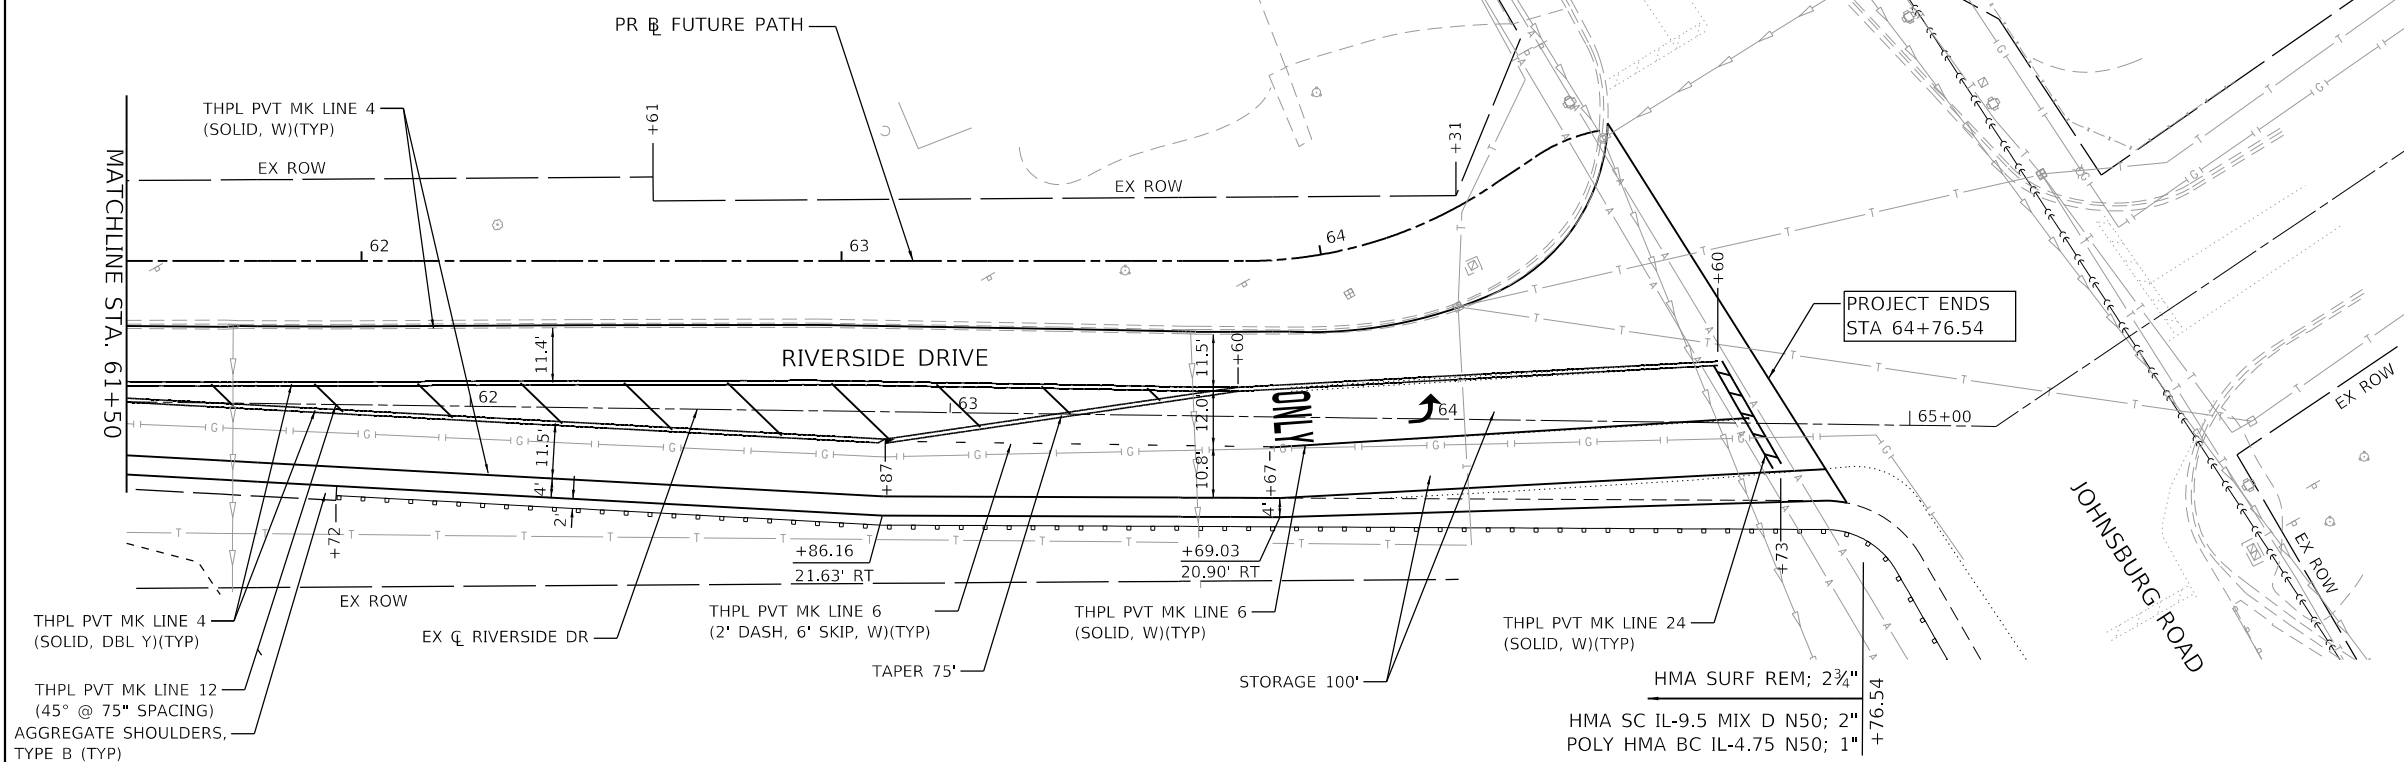 PR ⅊ FUTURE PATH
THPL PVT MK LINE 4
(SOLID, W)(TYP)
+61
+31
EX ROW
EX ROW
MATCHLINE STA. 61+50
62
63
64
+60
PROJECT ENDS
STA 64+76.54
RIVERSIDE DRIVE
11.4'
11.5'
+60
62
63
64
65+00
ONLY
12.0'
11.5'
10.8'
4'
2'
4'
+72
+87
+67
+73
+86.16
21.63' RT
+69.03
20.90' RT
EX ROW
EX ROW
EX ROW
JOHNSBURG ROAD
THPL PVT MK LINE 4
(SOLID, DBL Y)(TYP)
EX ℄ RIVERSIDE DR
THPL PVT MK LINE 6
(2' DASH, 6' SKIP, W)(TYP)
THPL PVT MK LINE 6
(SOLID, W)(TYP)
THPL PVT MK LINE 24
(SOLID, W)(TYP)
TAPER 75'
STORAGE 100'
THPL PVT MK LINE 12
(45° @ 75" SPACING)
AGGREGATE SHOULDERS,
TYPE B (TYP)
HMA SURF REM; 2¾"
HMA SC IL-9.5 MIX D N50; 2"
POLY HMA BC IL-4.75 N50; 1"
+76.54